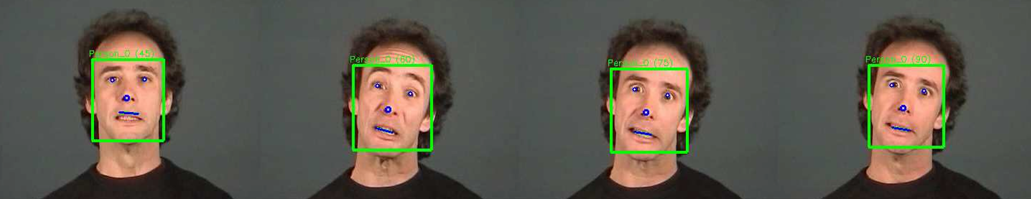 Person_0 (45)
Person_0 (60)
Person_0 (75)
Person_0 (90)